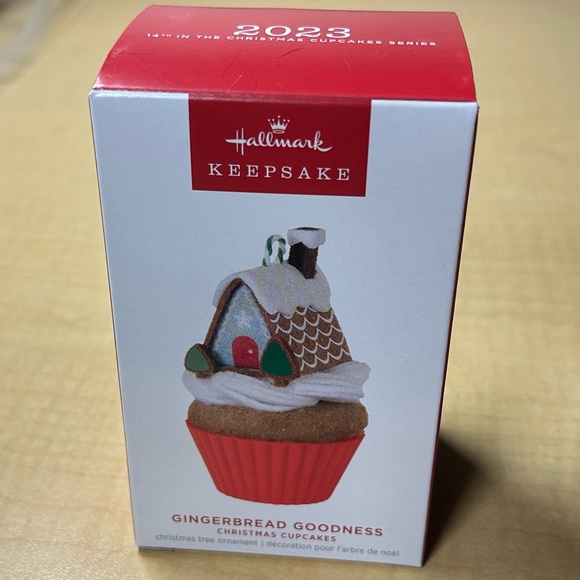 2023
14TH IN THE CHRISTMAS CUPCAKES SERIES
Hallmark
KEEPSAKE
GINGERBREAD GOODNESS
CHRISTMAS CUPCAKES
christmas tree ornament | décoration pour l'arbre de noël